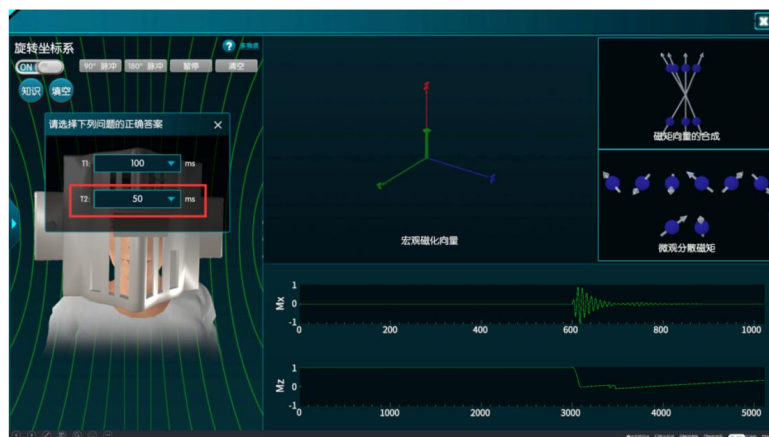 旋转坐标系
ON
90° 脉冲 180° 脉冲 暂停 清空
知识 填空
请选择下列问题的正确答案
T1: 100 ms
T2: 50 ms
宏观磁化向量
磁矩向量的合成
微观分散磁矩
Mx
1
0
-1
0 200 400 600 800 1000
Mz
1
0
-1
0 1000 2000 3000 4000 5000